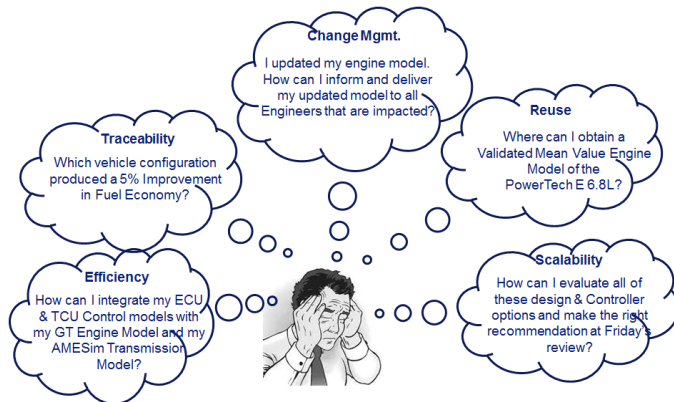 Change Mgmt.
I updated my engine model.
How can I inform and deliver
my updated model to all
Engineers that are impacted?
Traceability
Which vehicle configuration
produced a 5% Improvement
in Fuel Economy?
Reuse
Where can I obtain a
Validated Mean Value Engine
Model of the
PowerTech E 6.8L?
Efficiency
How can I integrate my ECU
& TCU Control models with
my GT Engine Model and my
AMESim Transmission
Model?
Scalability
How can I evaluate all of
these design & Controller
options and make the right
recommendation at Friday's
review?